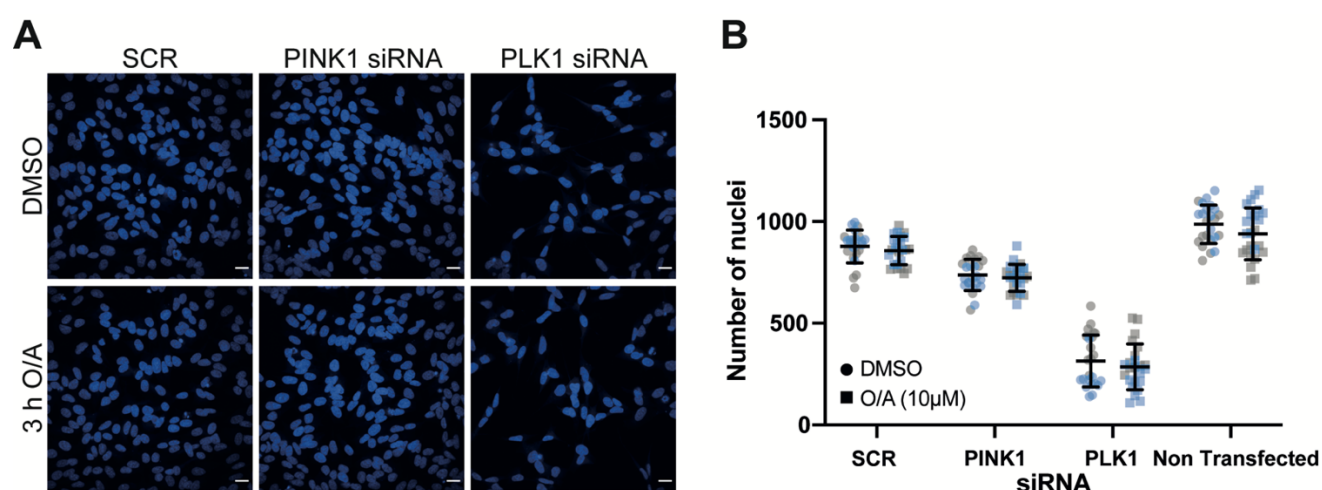 A
SCR PINK1 siRNA PLK1 siRNA
DMSO
3 h O/A
B
1500
1000
500
0
Number of nuclei
DMSO
O/A (10µM)
SCR PINK1 PLK1 Non Transfected
siRNA